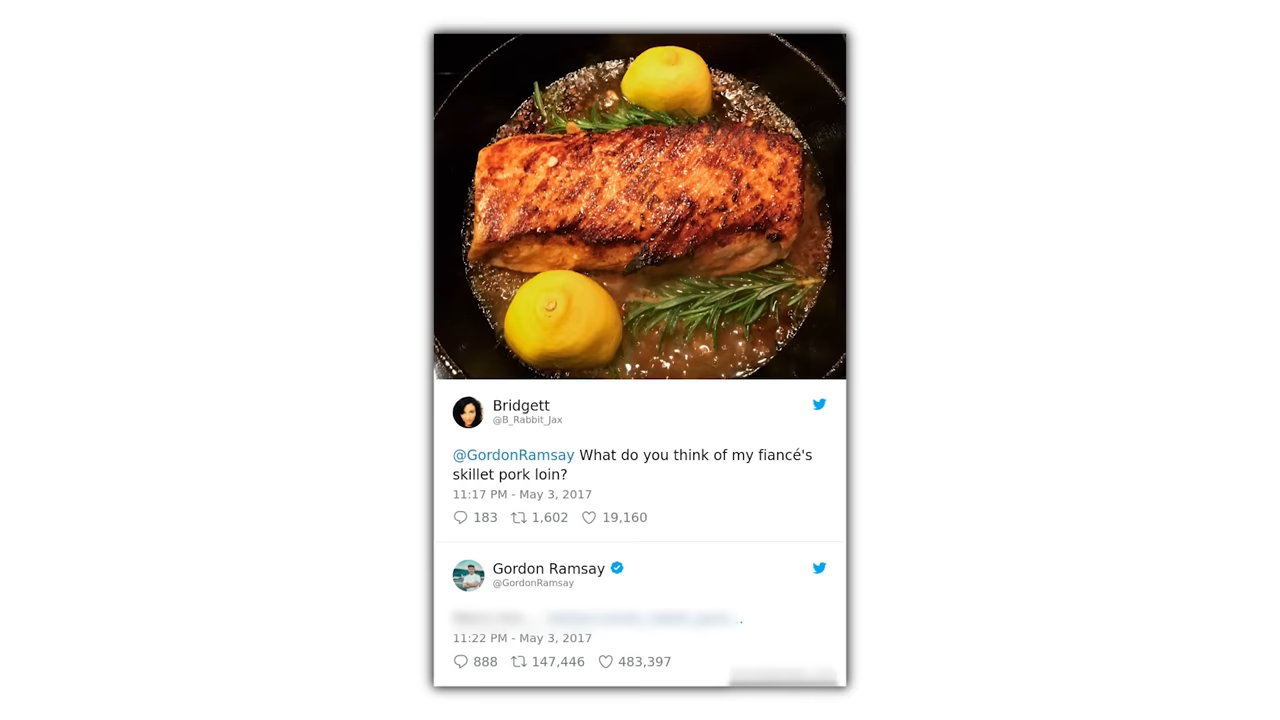 Bridgett
@B_Rabbit_Jax
@GordonRamsay What do you think of my fiancé's
skillet pork loin?
11:17 PM - May 3, 2017
183 1,602 19,160
Gordon Ramsay
@GordonRamsay
11:22 PM - May 3, 2017
888 147,446 483,397